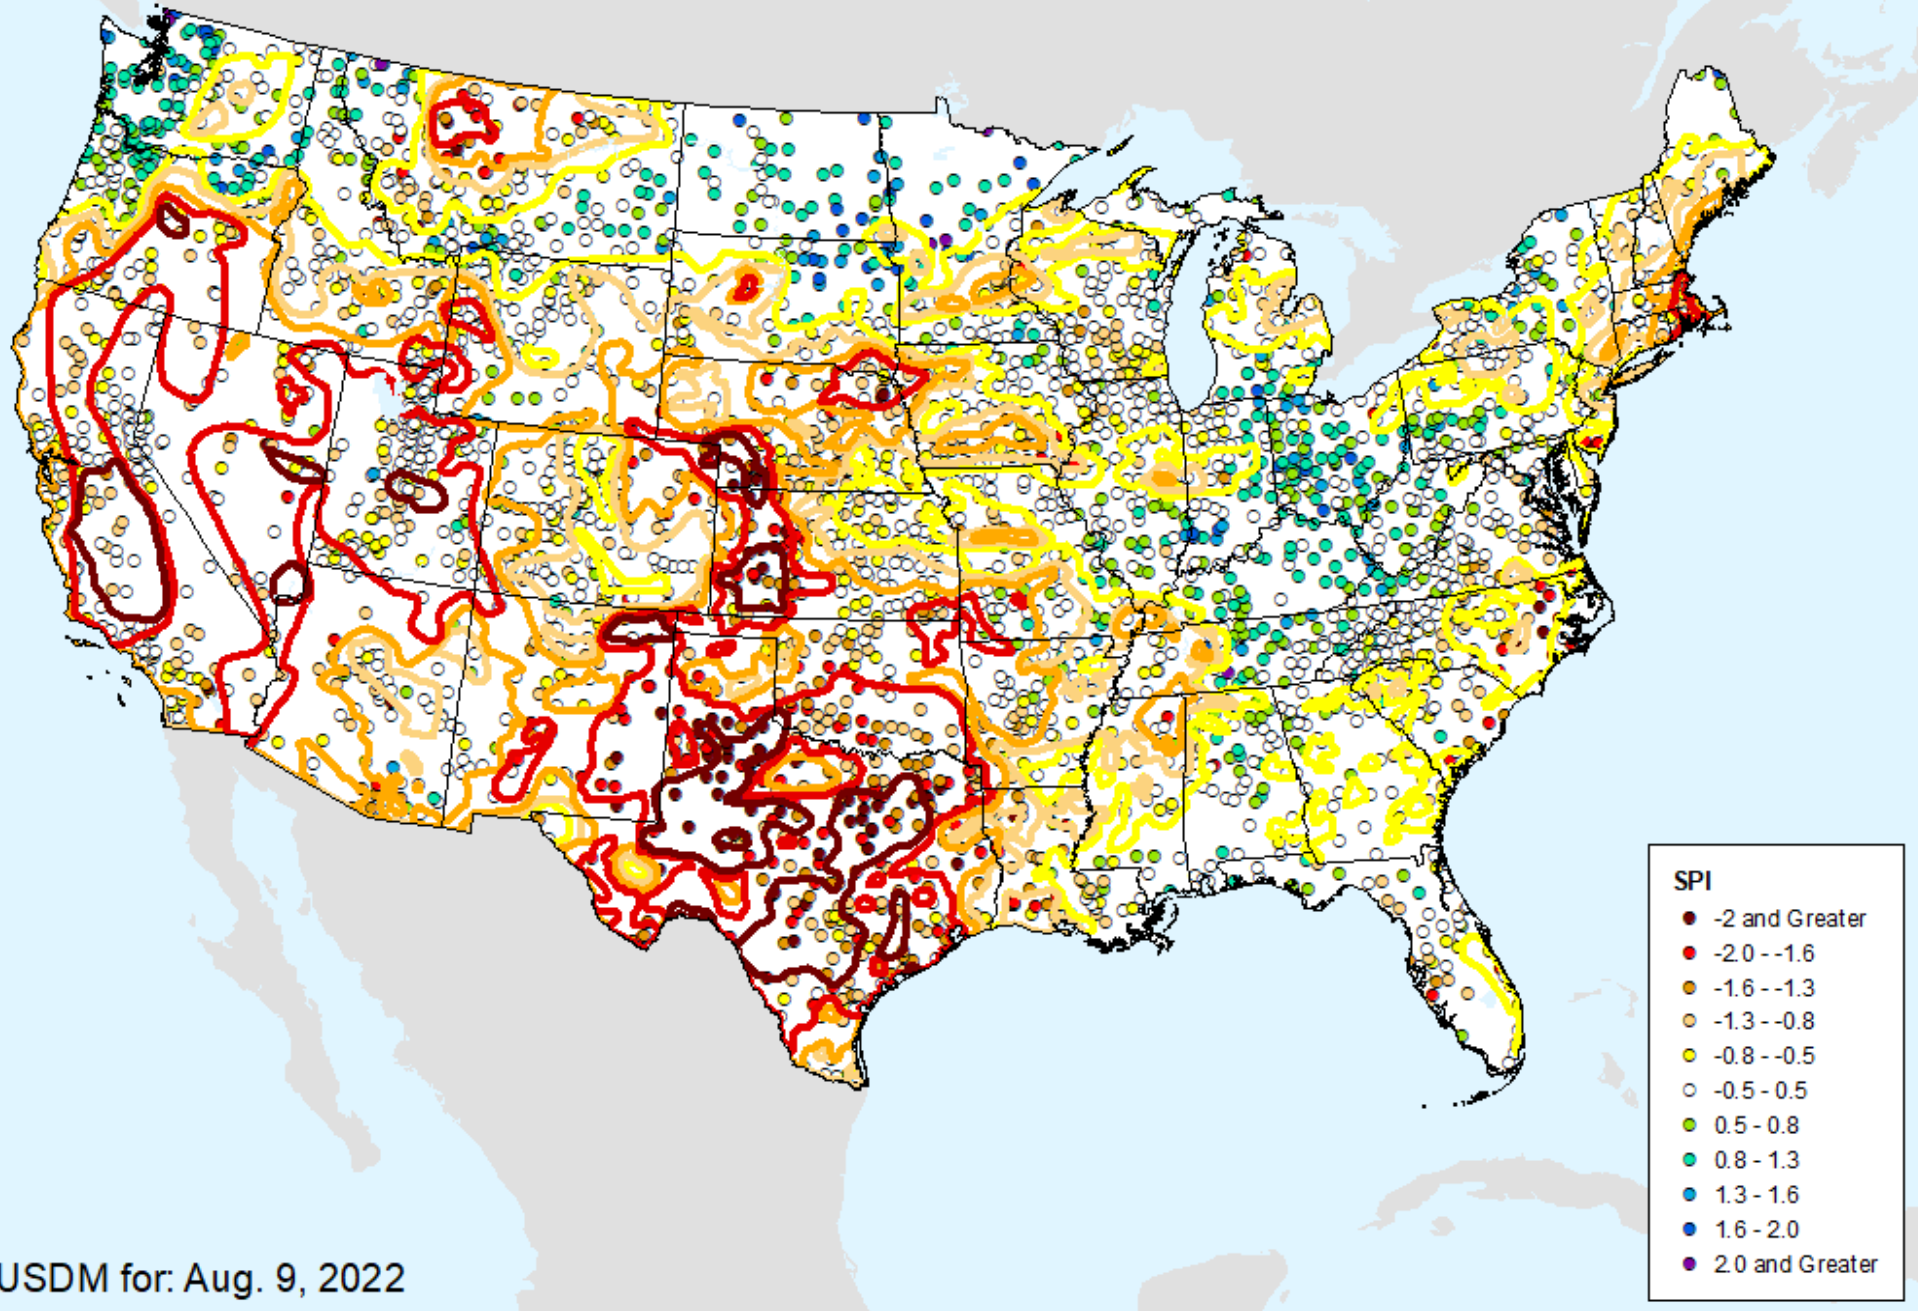 SPI
-2 and Greater
-2.0 - -1.6
-1.6 - -1.3
-1.3 - -0.8
-0.8 - -0.5
-0.5 - 0.5
0.5 - 0.8
0.8 - 1.3
1.3 - 1.6
1.6 - 2.0
2.0 and Greater
USDM for: Aug. 9, 2022